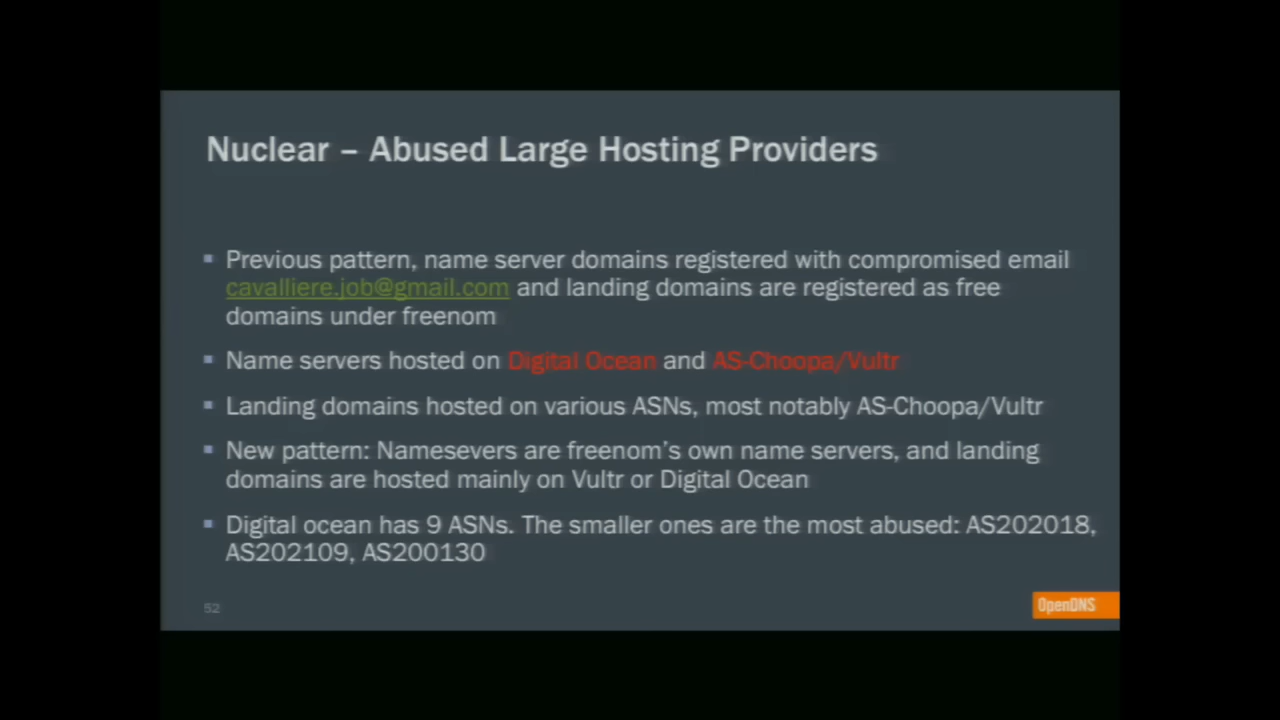 Nuclear – Abused Large Hosting Providers
▪ Previous pattern, name server domains registered with compromised email
cavalliere.job@gmail.com and landing domains are registered as free
domains under freenom
▪ Name servers hosted on Digital Ocean and AS-Choopa/Vultr
▪ Landing domains hosted on various ASNs, most notably AS-Choopa/Vultr
▪ New pattern: Namesevers are freenom's own name servers, and landing
domains are hosted mainly on Vultr or Digital Ocean
▪ Digital ocean has 9 ASNs. The smaller ones are the most abused: AS202018,
AS202109, AS200130
52
OpenDNS